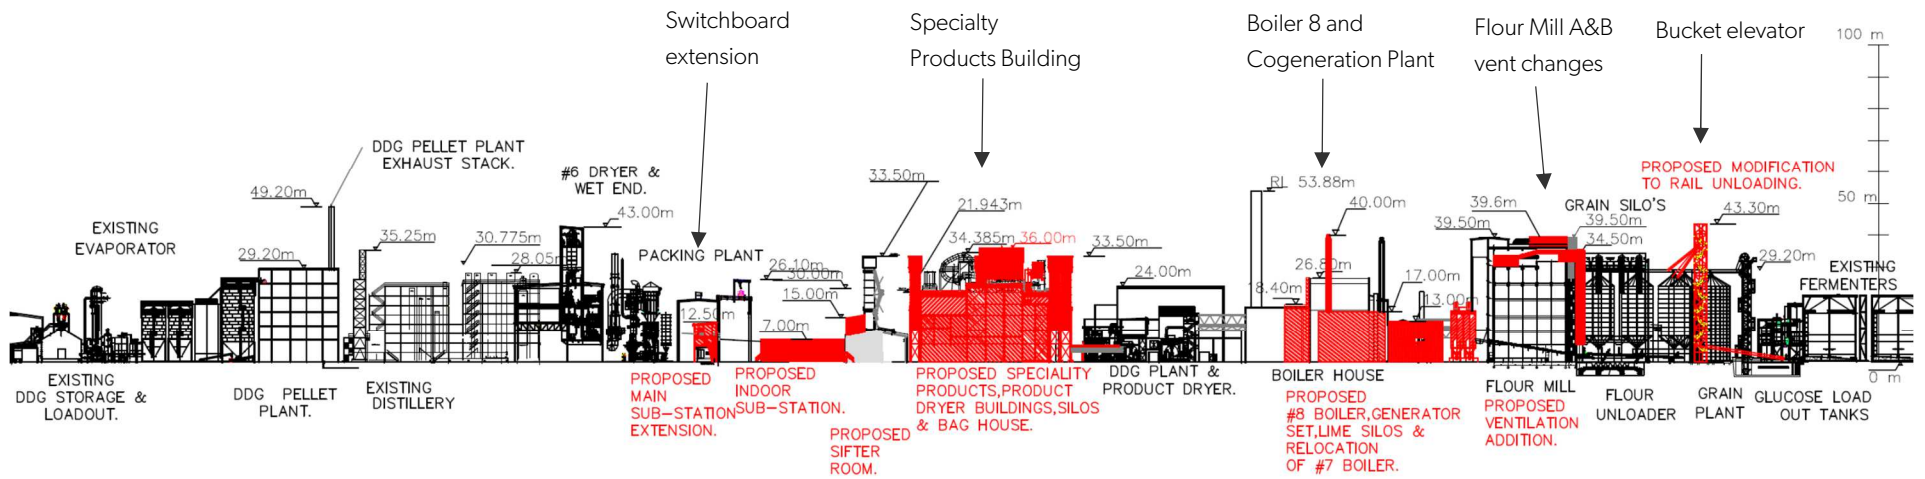 Switchboard
extension
Specialty
Products Building
Boiler 8 and
Cogeneration Plant
Flour Mill A&B
vent changes
Bucket elevator
100 m
50 m
0 m
DDG PELLET PLANT
EXHAUST STACK.
49.20m
EXISTING
EVAPORATOR
29.20m
35.25m
30.775m
28.05m
#6 DRYER &
WET END.
43.00m
PACKING PLANT
12.50m
26.10m
30.00m
15.00m
7.00m
33.50m
21.943m
34.385m
36.00m
33.50m
24.00m
RL 53.88m
40.00m
26.80m
18.40m
17.00m
13.00m
39.50m
39.6m
GRAIN SILO'S
39.50m
34.50m
PROPOSED MODIFICATION
TO RAIL UNLOADING.
43.30m
29.20m
EXISTING
FERMENTERS
EXISTING
DDG STORAGE &
LOADOUT.
DDG PELLET
PLANT.
EXISTING
DISTILLERY
PROPOSED
MAIN
SUB-STATION
EXTENSION.
PROPOSED
INDOOR
SUB-STATION.
PROPOSED
SIFTER
ROOM.
PROPOSED SPECIALITY
PRODUCTS,PRODUCT
DRYER BUILDINGS,SILOS
& BAG HOUSE.
DDG PLANT &
PRODUCT DRYER.
BOILER HOUSE
PROPOSED
#8 BOILER,GENERATOR
SET,LIME SILOS &
RELOCATION
OF #7 BOILER.
FLOUR MILL
PROPOSED
VENTILATION
ADDITION.
FLOUR
UNLOADER
GRAIN
PLANT
GLUCOSE LOAD
OUT TANKS